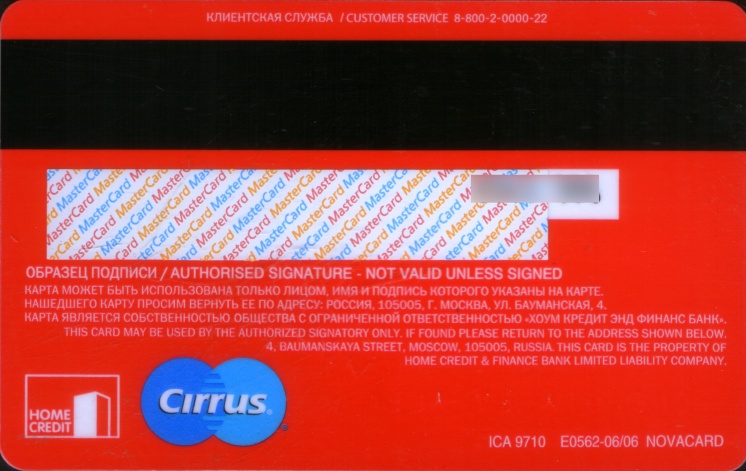 КЛИЕНТСКАЯ СЛУЖБА / CUSTOMER SERVICE 8-800-2-0000-22
MasterCard MasterCard MasterCard MasterCard
ОБРАЗЕЦ ПОДПИСИ / AUTHORISED SIGNATURE - NOT VALID UNLESS SIGNED
КАРТА МОЖЕТ БЫТЬ ИСПОЛЬЗОВАНА ТОЛЬКО ЛИЦОМ, ИМЯ И ПОДПИСЬ КОТОРОГО УКАЗАНЫ НА КАРТЕ.
НАШЕДШЕГО КАРТУ ПРОСИМ ВЕРНУТЬ ЕЕ ПО АДРЕСУ: РОССИЯ, 105005, Г. МОСКВА, УЛ. БАУМАНСКАЯ, 4.
КАРТА ЯВЛЯЕТСЯ СОБСТВЕННОСТЬЮ ОБЩЕСТВА С ОГРАНИЧЕННОЙ ОТВЕТСТВЕННОСТЬЮ «ХОУМ КРЕДИТ ЭНД ФИНАНС БАНК».
THIS CARD MAY BE USED BY THE AUTHORIZED SIGNATORY ONLY. IF FOUND PLEASE RETURN TO THE ADDRESS SHOWN BELOW.
4, BAUMANSKAYA STREET, MOSCOW, 105005, RUSSIA. THIS CARD IS THE PROPERTY OF
HOME CREDIT & FINANCE BANK LIMITED LIABILITY COMPANY.
HOME
CREDIT
Cirrus
ICA 9710 E0562-06/06 NOVACARD